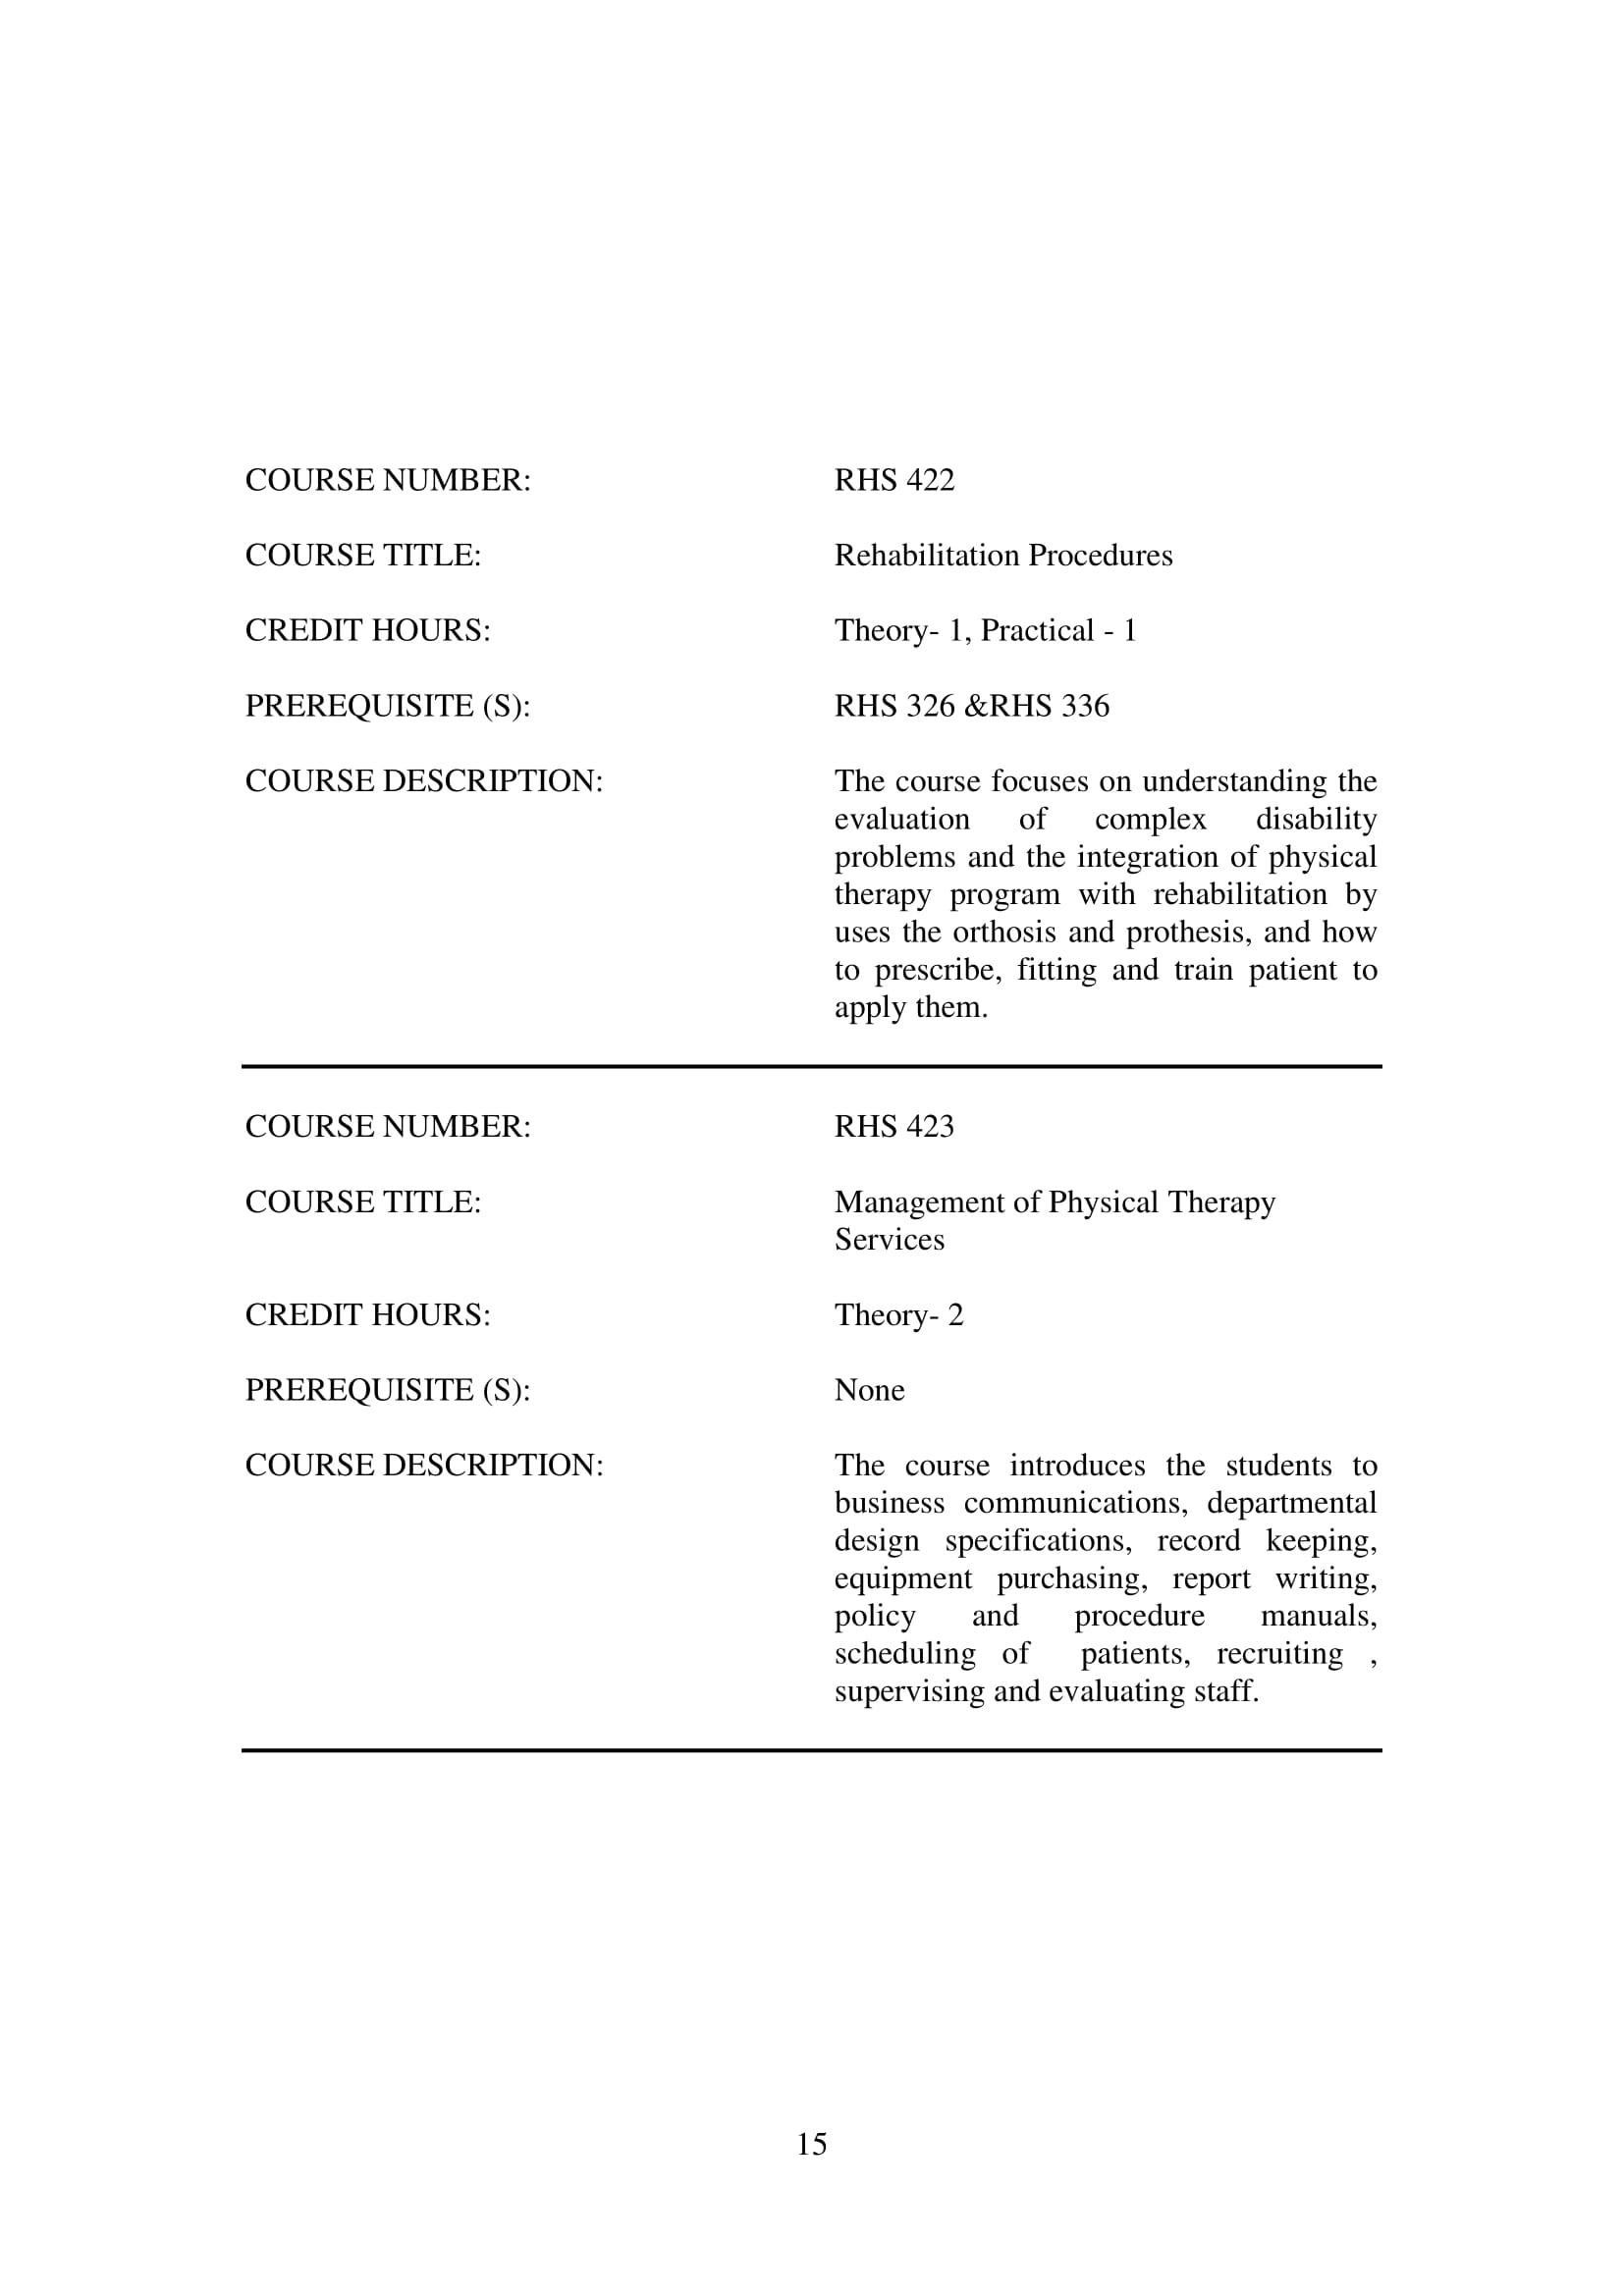 COURSE NUMBER: RHS 422
COURSE TITLE: Rehabilitation Procedures
CREDIT HOURS: Theory- 1, Practical - 1
PREREQUISITE (S): RHS 326 &RHS 336
COURSE DESCRIPTION: The course focuses on understanding the
evaluation of complex disability
problems and the integration of physical
therapy program with rehabilitation by
uses the orthosis and prothesis, and how
to prescribe, fitting and train patient to
apply them.
COURSE NUMBER: RHS 423
COURSE TITLE: Management of Physical Therapy
Services
CREDIT HOURS: Theory- 2
PREREQUISITE (S): None
COURSE DESCRIPTION: The course introduces the students to
business communications, departmental
design specifications, record keeping,
equipment purchasing, report writing,
policy and procedure manuals,
scheduling of patients, recruiting ,
supervising and evaluating staff.
15